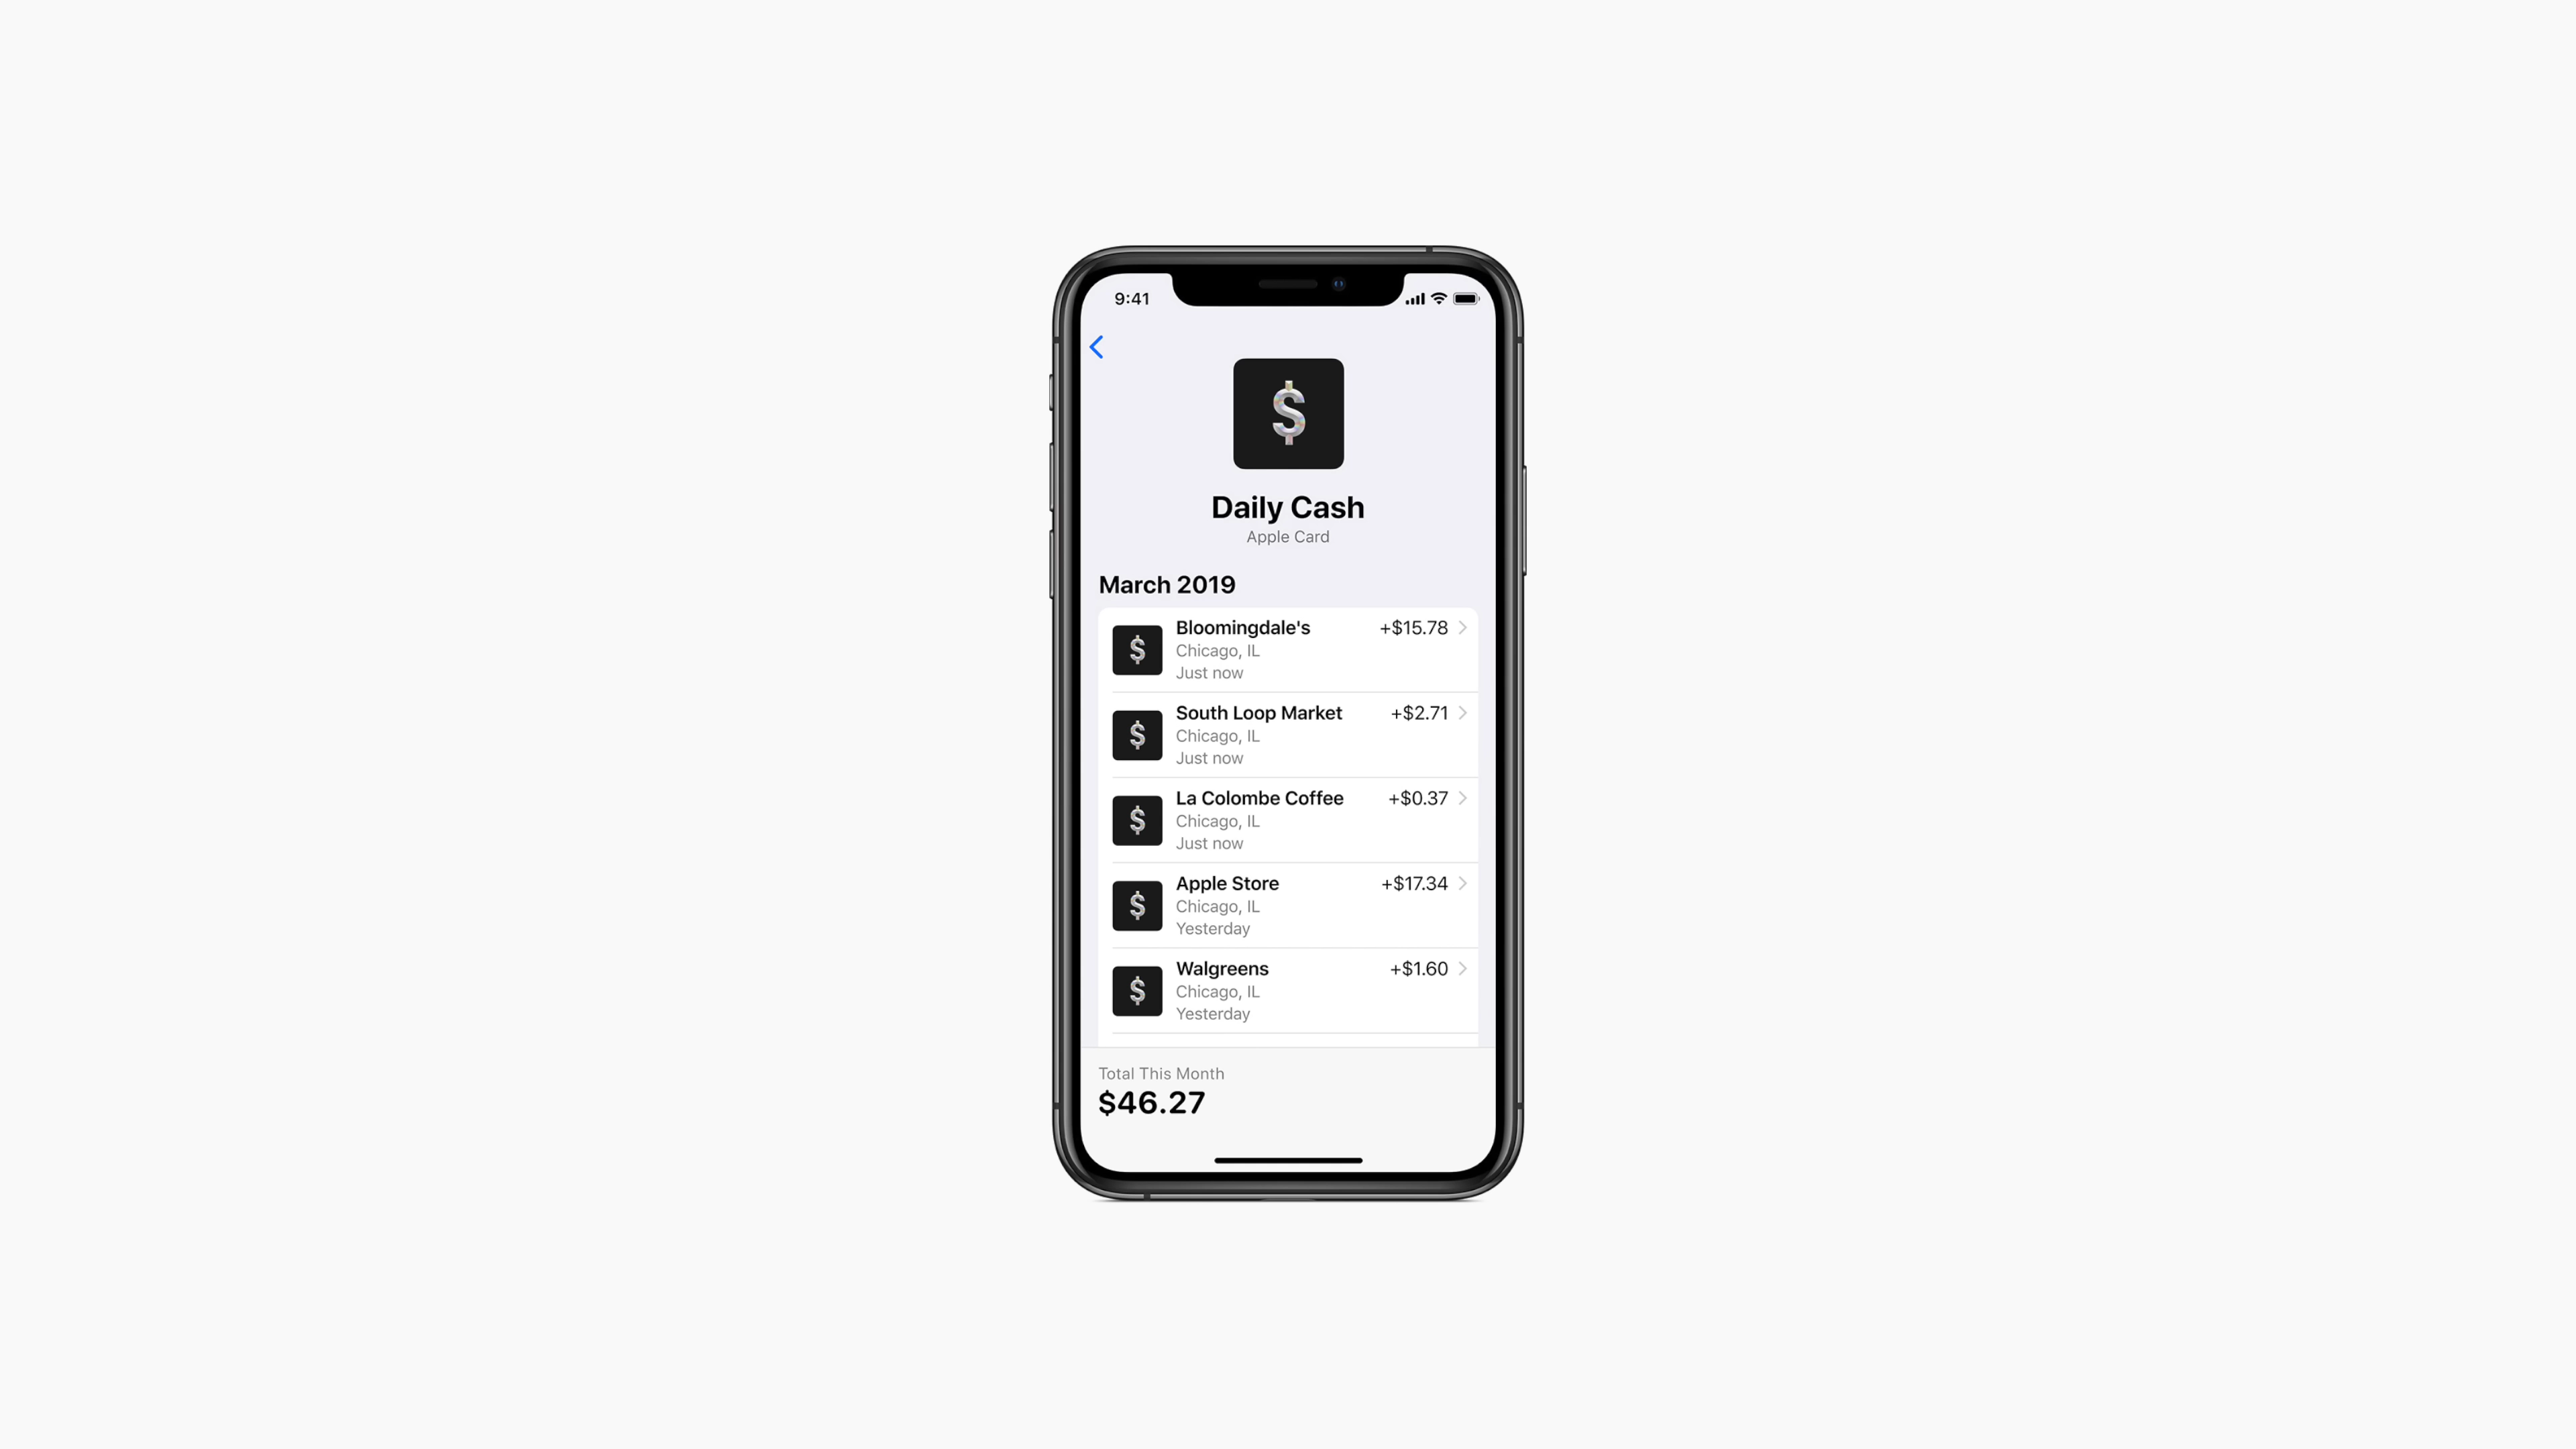 9:41
$
Daily Cash
Apple Card
March 2019
$
Bloomingdale's
+$15.78
Chicago, IL
Just now
$
South Loop Market
+$2.71
Chicago, IL
Just now
$
La Colombe Coffee
+$0.37
Chicago, IL
Just now
$
Apple Store
+$17.34
Chicago, IL
Yesterday
$
Walgreens
+$1.60
Chicago, IL
Yesterday
Total This Month
$46.27